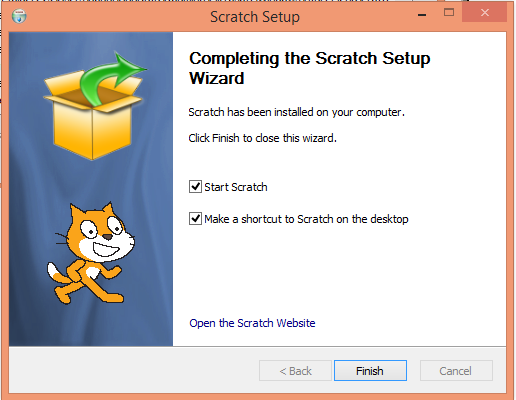 Scratch Setup
Completing the Scratch Setup
Wizard
Scratch has been installed on your computer.
Click Finish to close this wizard.
Start Scratch
Make a shortcut to Scratch on the desktop
Open the Scratch Website
< Back
Finish
Cancel